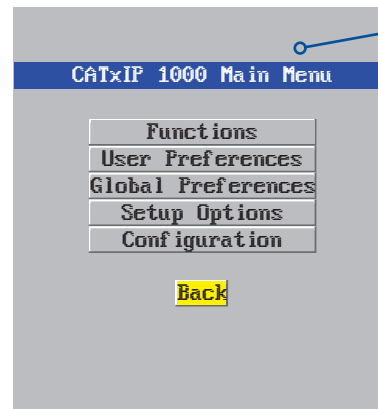 CATxIP 1000 Main Menu
Functions
User Preferences
Global Preferences
Setup Options
Configuration
Back